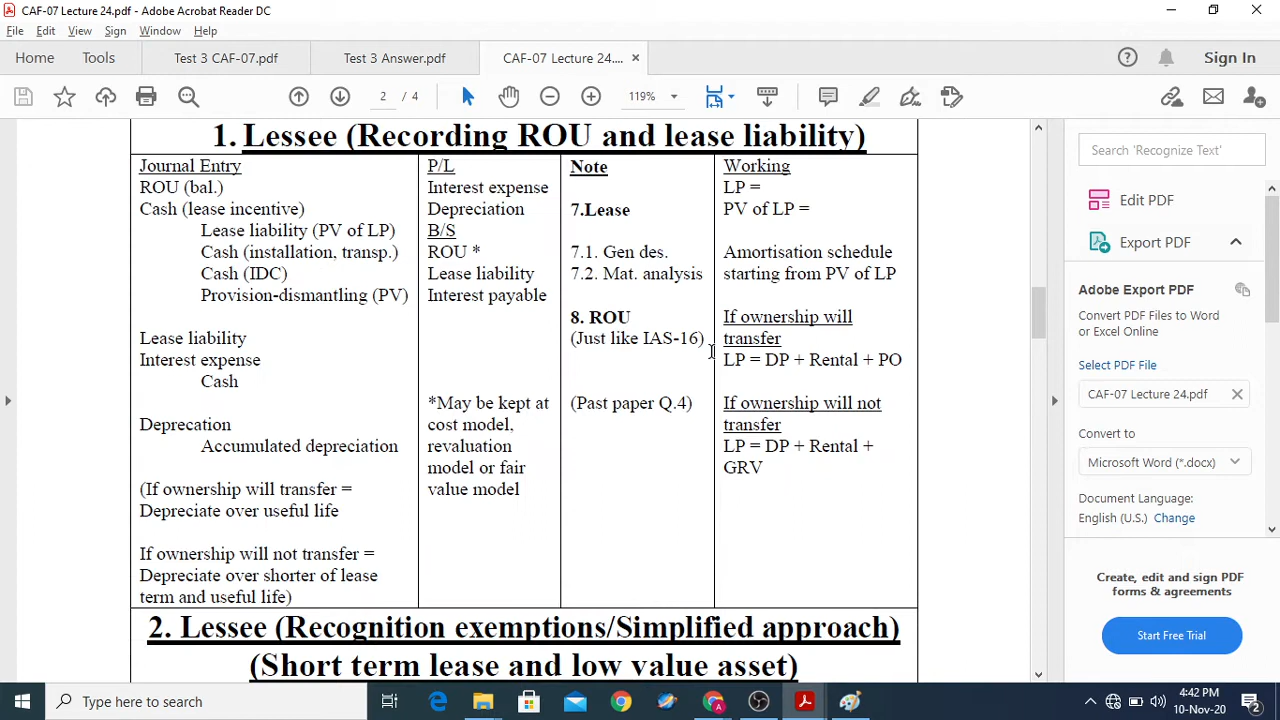 CAF-07 Lecture 24.pdf - Adobe Acrobat Reader DC
File Edit View Sign Window Help
Home Tools Test 3 CAF-07.pdf Test 3 Answer.pdf CAF-07 Lecture 24.... × Sign In
2 / 4 119%
1. Lessee (Recording ROU and lease liability)
Journal Entry
ROU (bal.)
Cash (lease incentive)
Lease liability (PV of LP)
Cash (installation, transp.)
Cash (IDC)
Provision-dismantling (PV)
Lease liability
Interest expense
Cash
Deprecation
Accumulated depreciation
(If ownership will transfer =
Depreciate over useful life
If ownership will not transfer =
Depreciate over shorter of lease
term and useful life)
P/L
Interest expense
Depreciation
B/S
ROU *
Lease liability
Interest payable
*May be kept at
cost model,
revaluation
model or fair
value model
Note
7.Lease
7.1. Gen des.
7.2. Mat. analysis
8. ROU
(Just like IAS-16)
(Past paper Q.4)
Working
LP =
PV of LP =
Amortisation schedule
starting from PV of LP
If ownership will
transfer
LP = DP + Rental + PO
If ownership will not
transfer
LP = DP + Rental +
GRV
2. Lessee (Recognition exemptions/Simplified approach)
(Short term lease and low value asset)
Search 'Recognize Text'
Edit PDF
Export PDF
Adobe Export PDF
Convert PDF Files to Word
or Excel Online
Select PDF File
CAF-07 Lecture 24.pdf
Convert to
Microsoft Word (*.docx)
Document Language:
English (U.S.) Change
Create, edit and sign PDF
forms & agreements
Start Free Trial
Type here to search
4:42 PM
10-Nov-20
2